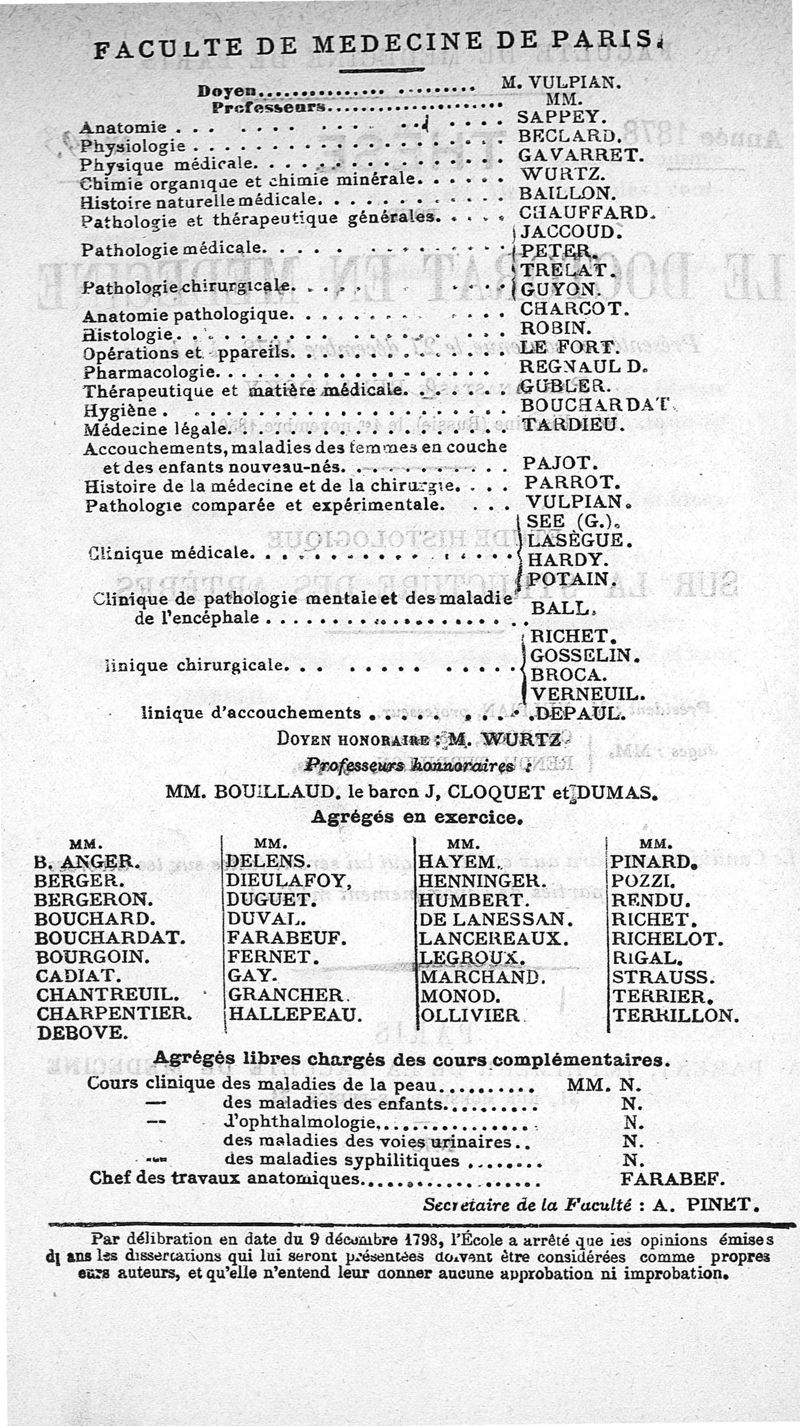 FACULTE DE MEDECINE DE PARIS.
Doyen.............. ......... M. VULPIAN.
Professeurs..................... MM.
Anatomie . . . . . . . . . . . . . . . SAPPEY.
Physiologie . . . . . . . . . . . . . . . BECLARD.
Physique médicale. . . . . . . . . . . . . GAVARRET.
Chimie organique et chimie minérale. . . . . . WURTZ.
Histoire naturelle médicale. . . . . . . . . . BAILLON.
Pathologie et thérapeutique générales. . . . . CHAUFFARD.
Pathologie médicale. . . . . . . . . . . { JACCOUD.
PETER.
Pathologie chirurgicale. . . . . . . . . { TRELAT.
GUYON.
Anatomie pathologique. . . . . . . . . . . CHARCOT.
Histologie. . . . . . . . . . . . . . . . ROBIN.
Opérations et ppareils. . . . . . . . . . . LE FORT.
Pharmacologie. . . . . . . . . . . . . . . REGNAUL D.
Thérapeutique et matière médicale. . . . . . GUBLER.
Hygiène . . . . . . . . . . . . . . . . . BOUCHARDAT.
Médecine légale. . . . . . . . . . . . . . TARDIEU.
Accouchements, maladies des femmes en couche
et des enfants nouveau-nés. . . . . . . . . . PAJOT.
Histoire de la médecine et de la chirurgie. . . . PARROT.
Pathologie comparée et expérimentale. . . . VULPIAN.
Clinique médicale. . . . . . . . . . . . { SEE (G.).
LASÈGUE.
HARDY.
POTAIN.
Clinique de pathologie mentale et des maladie
de l'encéphale . . . . . . . . . . . . . . . BALL.
linique chirurgicale. . . . . . . . . . { RICHET.
GOSSELIN.
BROCA.
VERNEUIL.
linique d'accouchements . . . . . . . . . . DEPAUL.
DOYEN HONORAIRE : M. WURTZ
Professeurs honnoraires :
MM. BOUILLAUD. le baron J, CLOQUET et DUMAS.
Agrégés en exercice.
MM. MM. MM. MM.
B. ANGER. DELENS. HAYEM. PINARD.
BERGER. DIEULAFOY, HENNINGER. POZZI.
BERGERON. DUGUET. HUMBERT. RENDU.
BOUCHARD. DUVAL. DE LANESSAN. RICHET.
BOUCHARDAT. FARABEUF. LANCEREAUX. RICHELOT.
BOURGOIN. FERNET. LEGROUX. RIGAL.
CADIAT. GAY. MARCHAND. STRAUSS.
CHANTREUIL. GRANCHER. MONOD. TERRIER.
CHARPENTIER. HALLEPEAU. OLLIVIER TERRILLON.
DEBOVE.
Agrégés libres chargés des cours complémentaires.
Cours clinique des maladies de la peau.......... MM. N.
— des maladies des enfants.......... N.
— d'ophthalmologie................. N.
des maladies des voies urinaires.. N.
— des maladies syphilitiques ........ N.
Chef des travaux anatomiques.................. FARABEF.
Secrétaire de la Faculté : A. PINET.
Par délibration en date du 9 décembre 1798, l'École a arrêté que les opinions émises
d ans les dissertations qui lui seront présentées doivent être considérées comme propres
eurs auteurs, et qu'elle n'entend leur donner aucune approbation ni improbation.